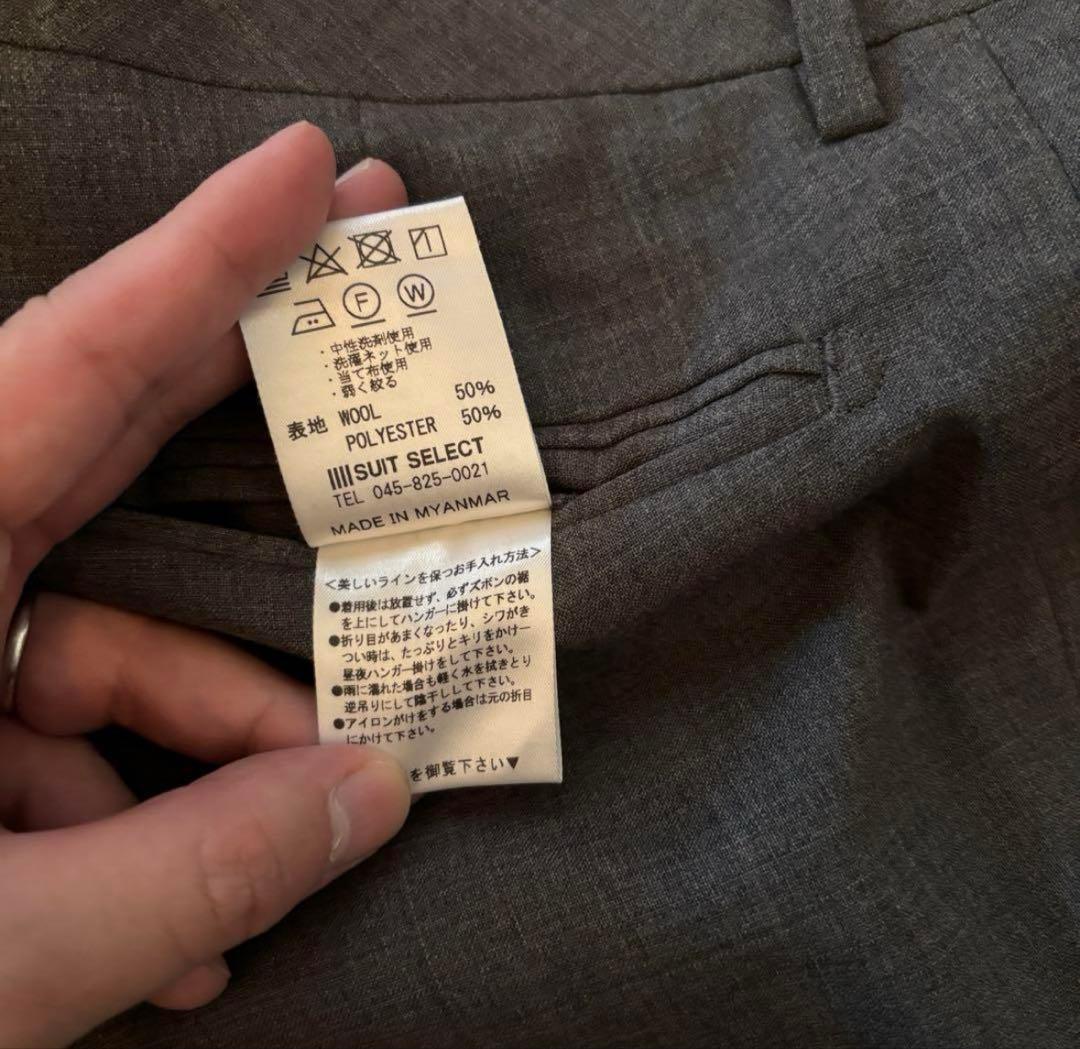 F W
・中性洗剤使用
・洗濯ネット使用
・当て布使用
・弱く絞る
表地 WOOL 50%
POLYESTER 50%
SUIT SELECT
TEL 045-825-0021
MADE IN MYANMAR
<美しいラインを保つお手入れ方法>
●着用後は放置せず、必ずズボンの裾
を上にしてハンガーに掛けて下さい。
●折り目があまくなったり、シワがき
つい時は、たっぷりとキリをかけ一
昼夜ハンガー掛けをして下さい。
●雨に濡れた場合も軽く水を拭きとり
逆吊りにして陰干しして下さい。
●アイロンがけをする場合は元の折目
にかけて下さい。
を御覧下さい▼